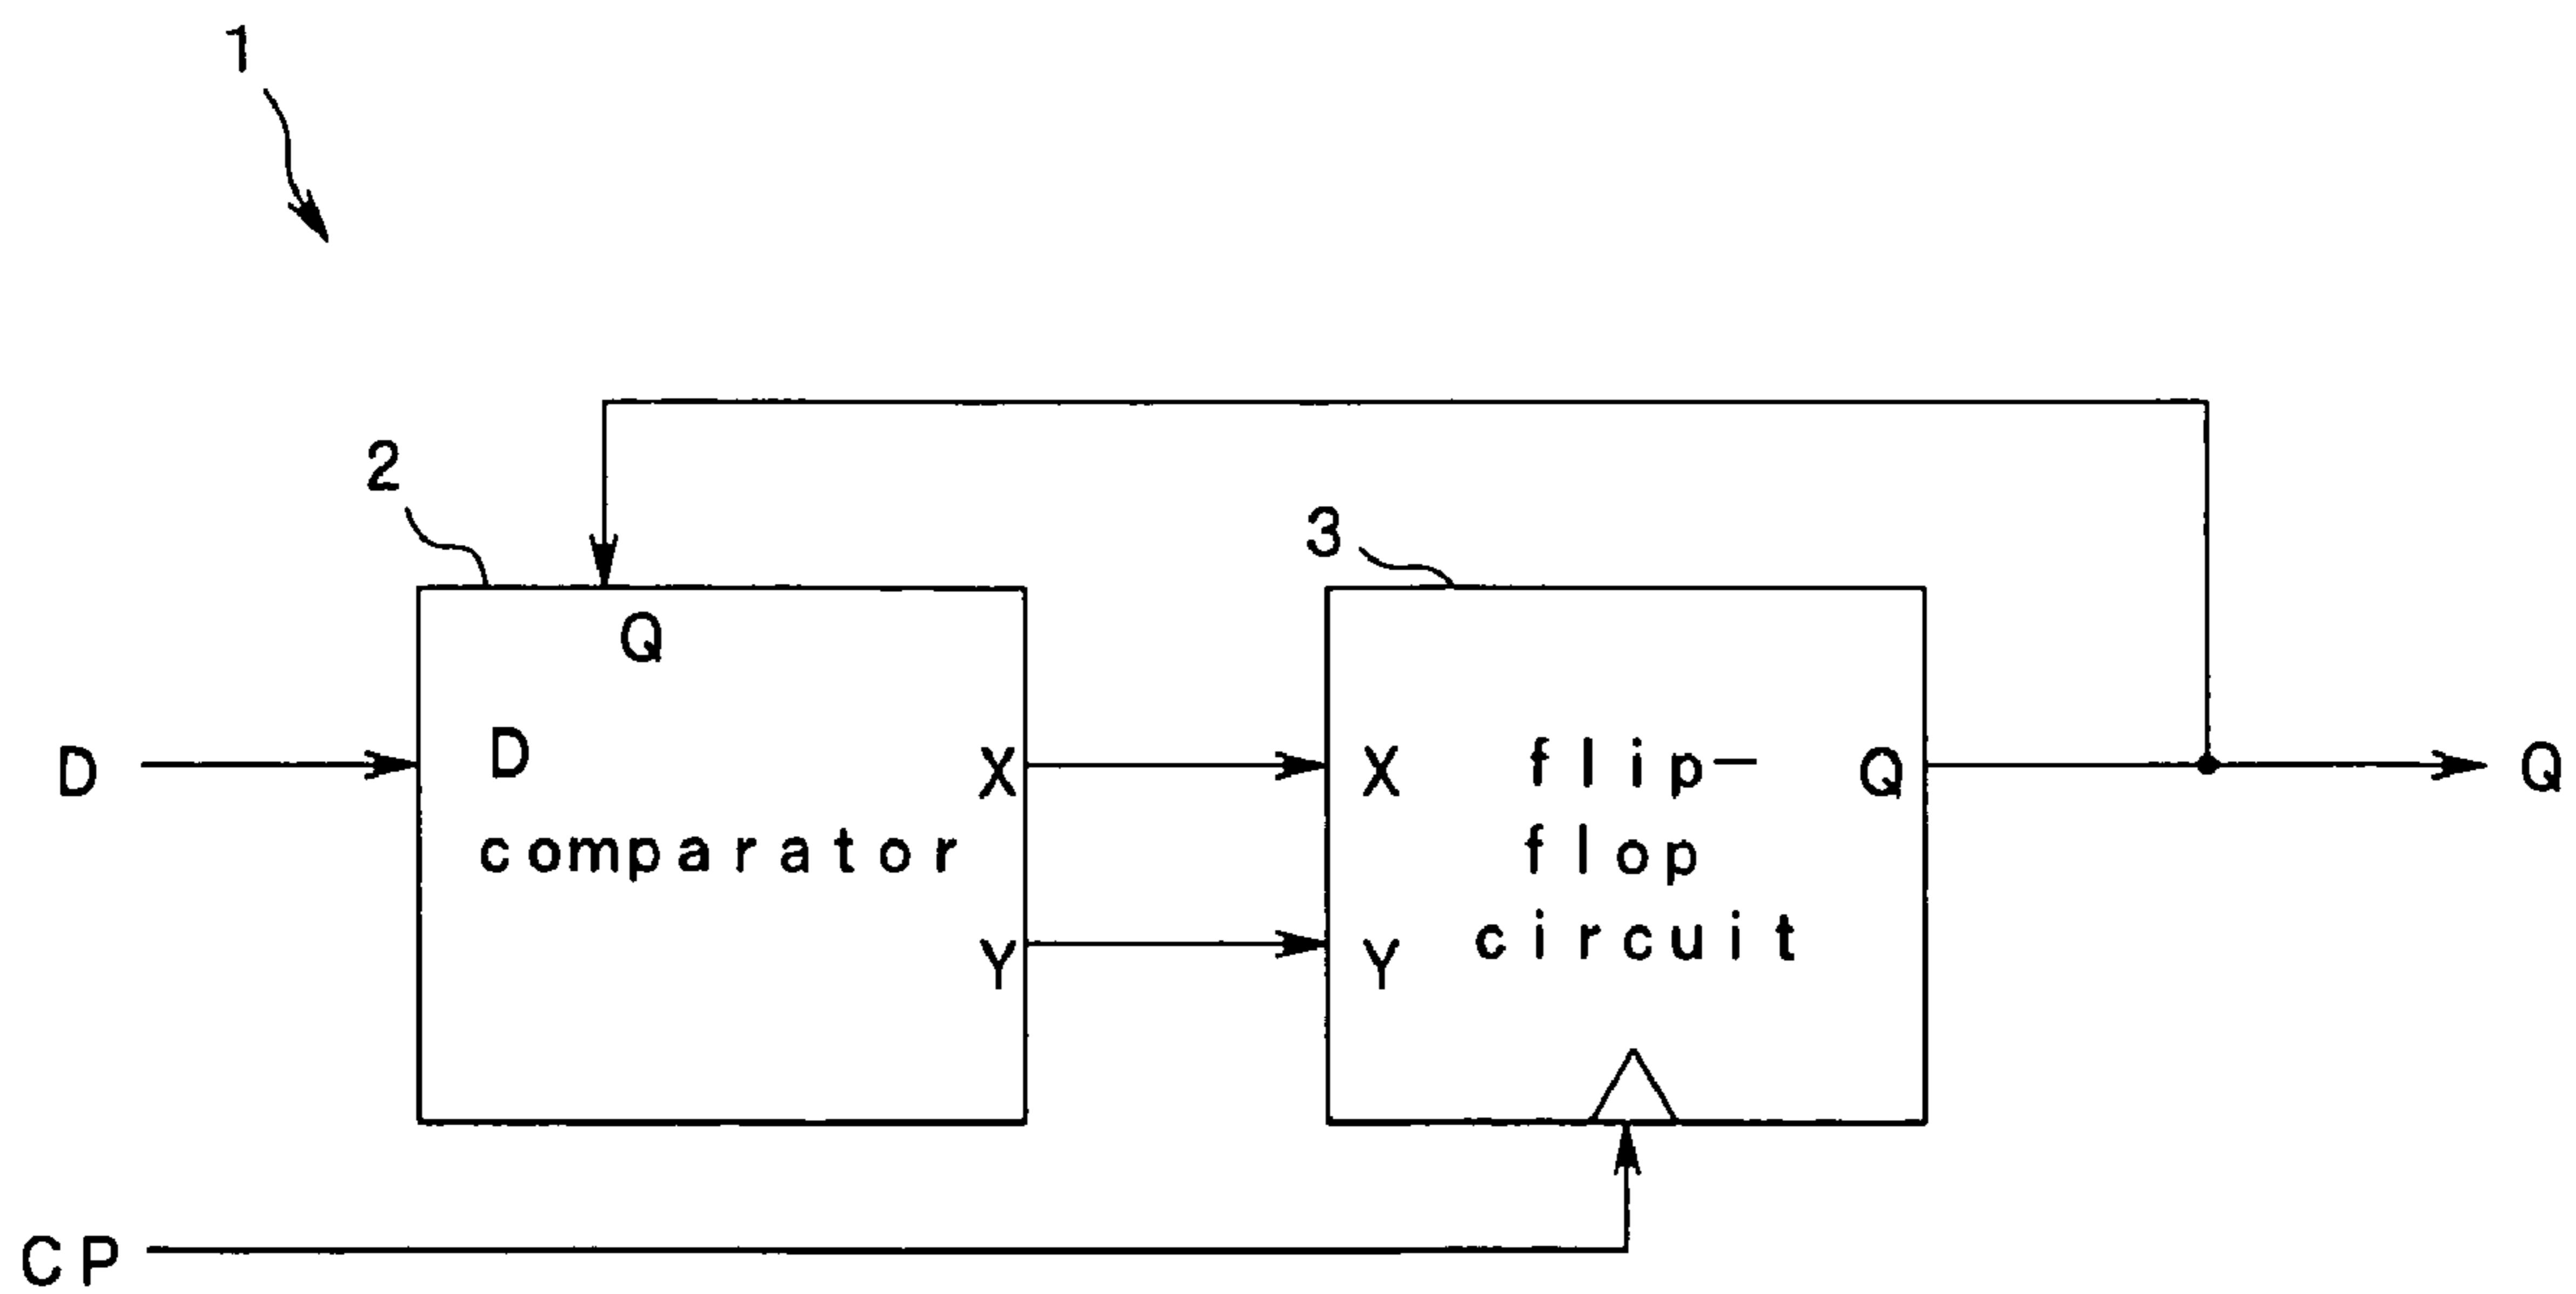 1
2
3
Q
D
D
X
X
flip-
Q
Q
comparator
flop
Y
Y
circuit
CP